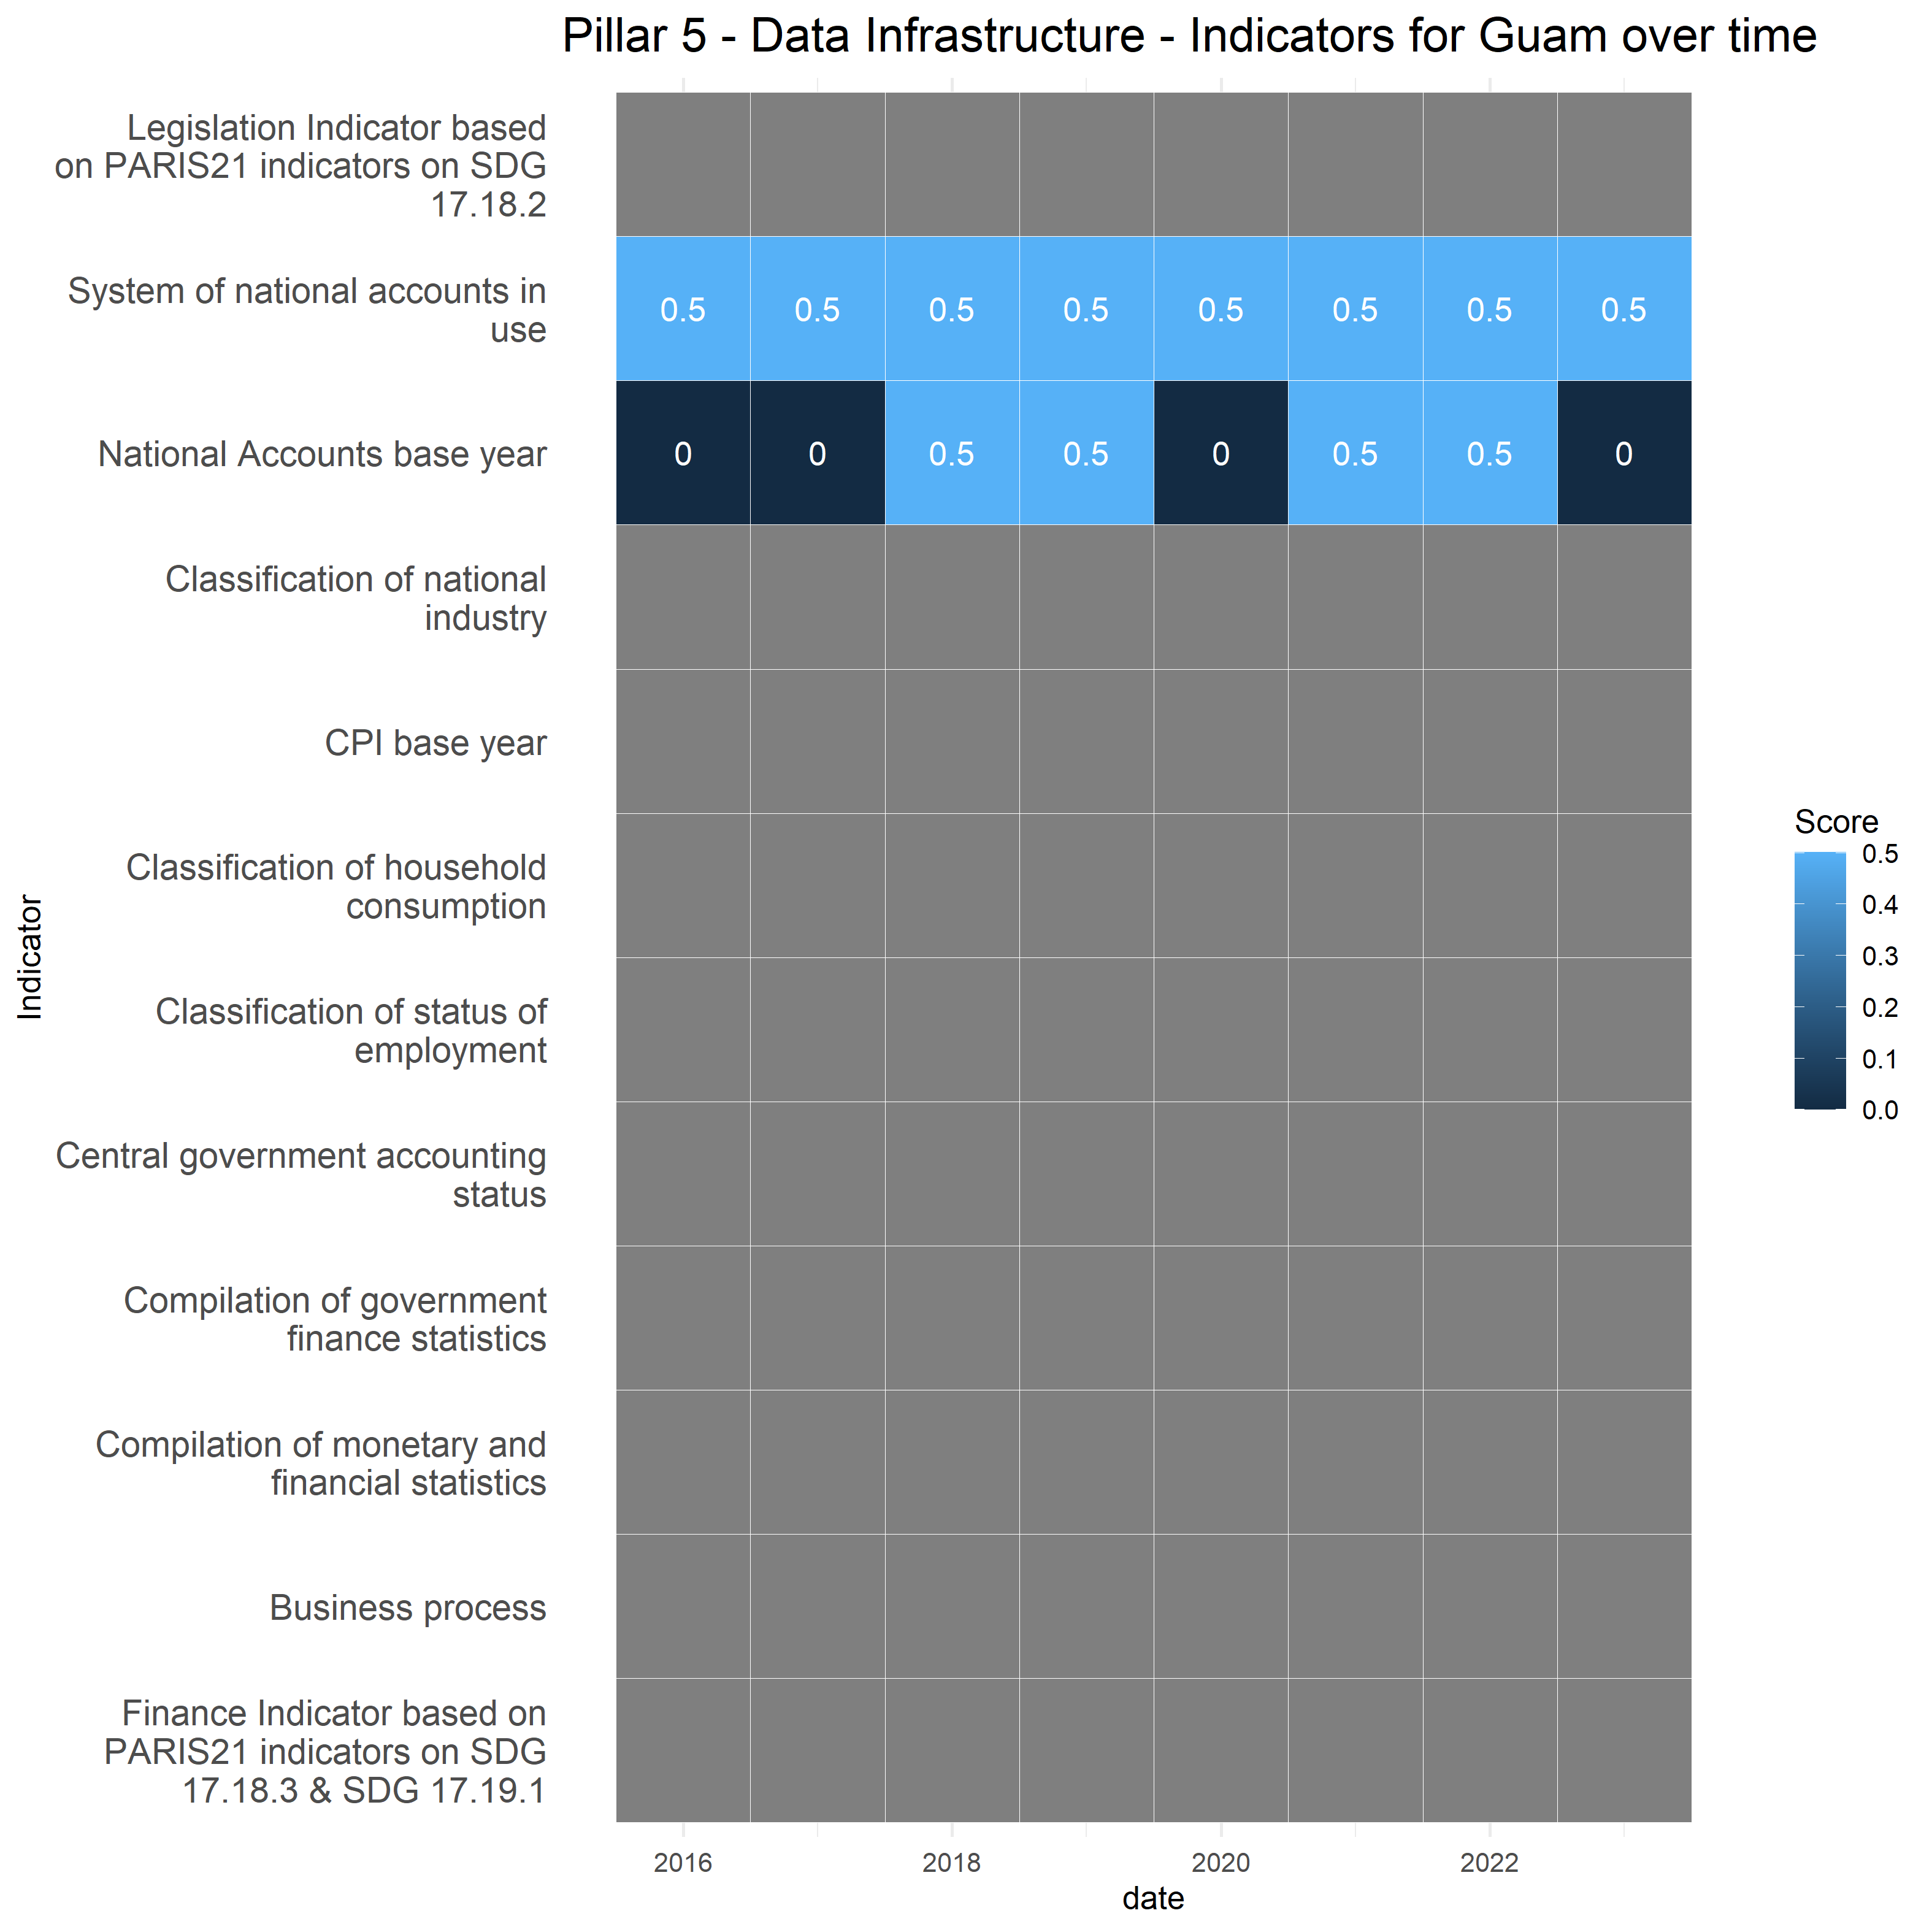 Pillar 5 - Data Infrastructure - Indicators for Guam over time
Legislation Indicator based
on PARIS21 indicators on SDG
17.18.2
System of national accounts in
use
0.5 0.5 0.5 0.5 0.5 0.5 0.5 0.5
National Accounts base year
0 0 0.5 0.5 0 0.5 0.5 0
Classification of national
industry
CPI base year
Classification of household
consumption
Classification of status of
employment
Central government accounting
status
Compilation of government
finance statistics
Compilation of monetary and
financial statistics
Business process
Finance Indicator based on
PARIS21 indicators on SDG
17.18.3 & SDG 17.19.1
Indicator
2016 2018 2020 2022
date
Score
0.5
0.4
0.3
0.2
0.1
0.0